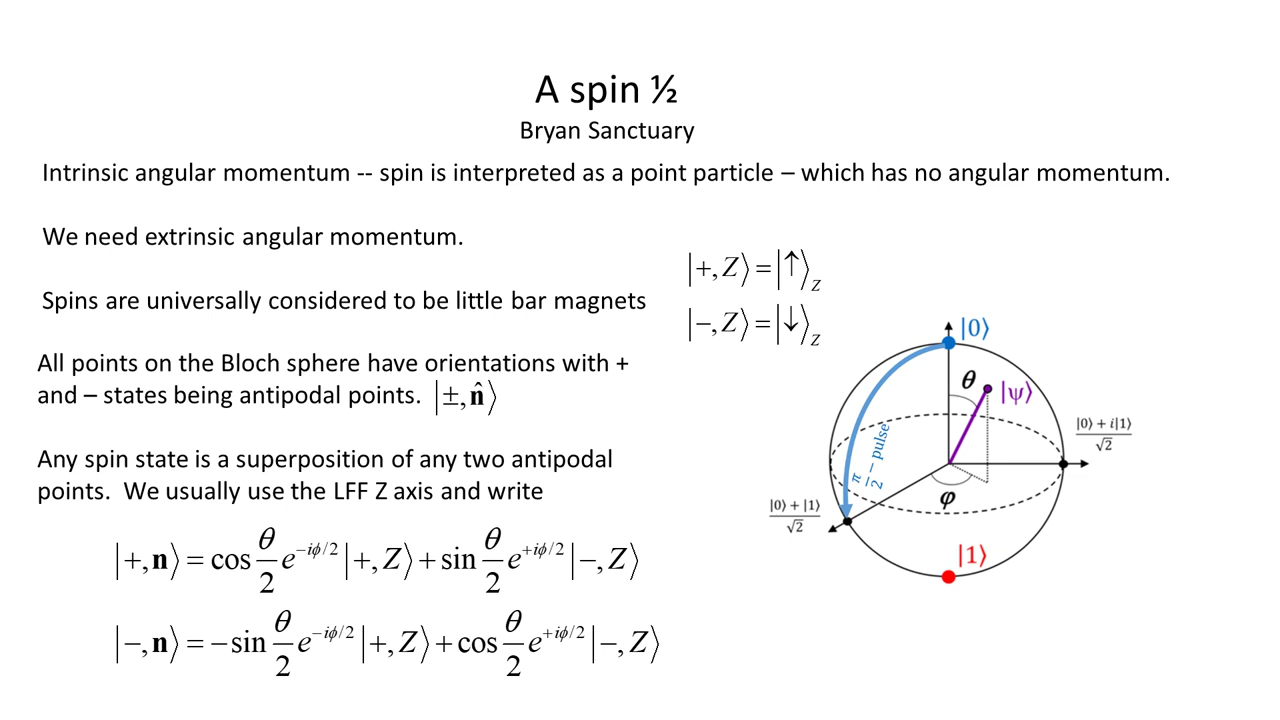 A spin ½
Bryan Sanctuary
Intrinsic angular momentum -- spin is interpreted as a point particle – which has no angular momentum.
We need extrinsic angular momentum.
|+, Z⟩ = |↑⟩_Z
Spins are universally considered to be little bar magnets
|−, Z⟩ = |↓⟩_Z
All points on the Bloch sphere have orientations with +
and – states being antipodal points. |±, n̂⟩
Any spin state is a superposition of any two antipodal
points. We usually use the LFF Z axis and write
|+, n⟩ = cos θ/2 e^{−iϕ/2} |+, Z⟩ + sin θ/2 e^{+iϕ/2} |−, Z⟩
|−, n⟩ = −sin θ/2 e^{−iϕ/2} |+, Z⟩ + cos θ/2 e^{+iϕ/2} |−, Z⟩
|0⟩
θ
|ψ⟩
|0⟩ + i|1⟩/√2
π/2 − pulse
φ
|0⟩ + |1⟩/√2
|1⟩